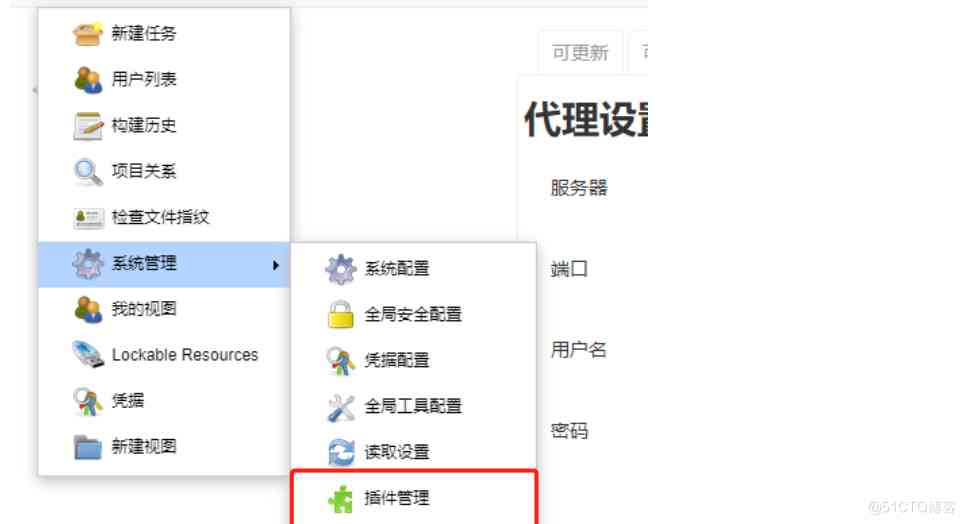 新建任务
用户列表
构建历史
项目关系
检查文件指纹
系统管理
我的视图
Lockable Resources
凭据
新建视图
系统配置
全局安全配置
凭据配置
全局工具配置
读取设置
插件管理
可更新
代理设置
服务器
端口
用户名
密码
@51CTO博客